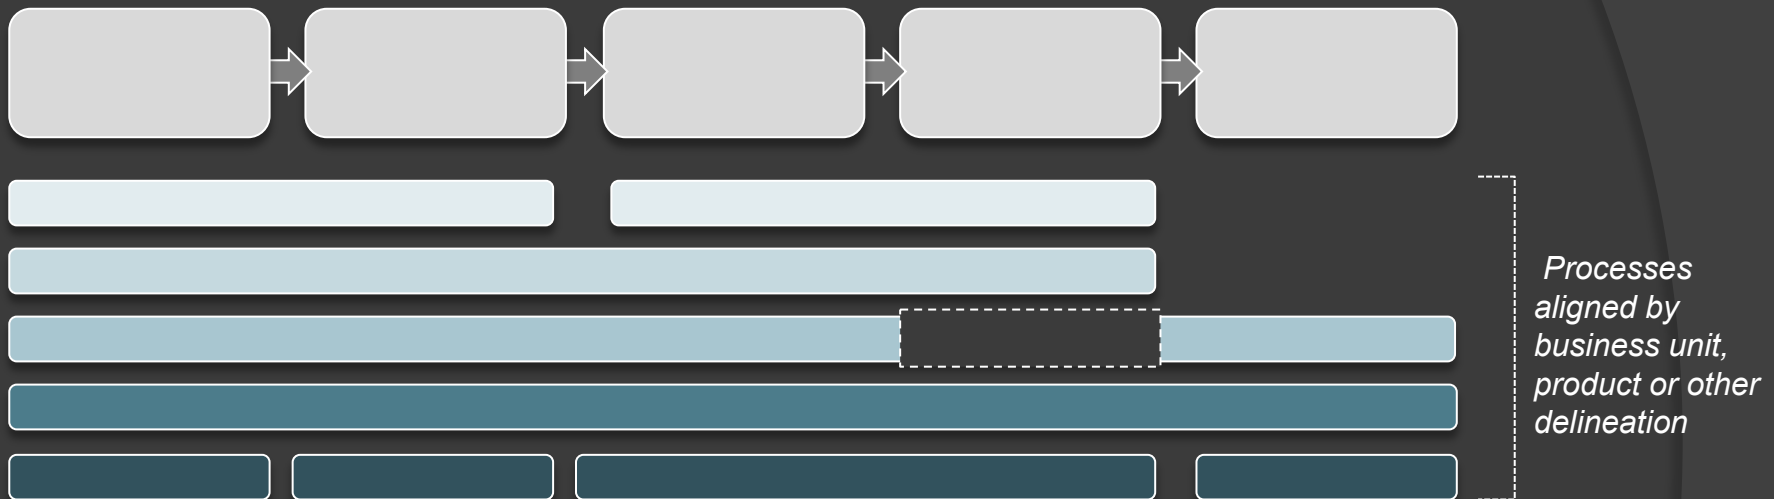 Processes
aligned by
business unit,
product or other
delineation